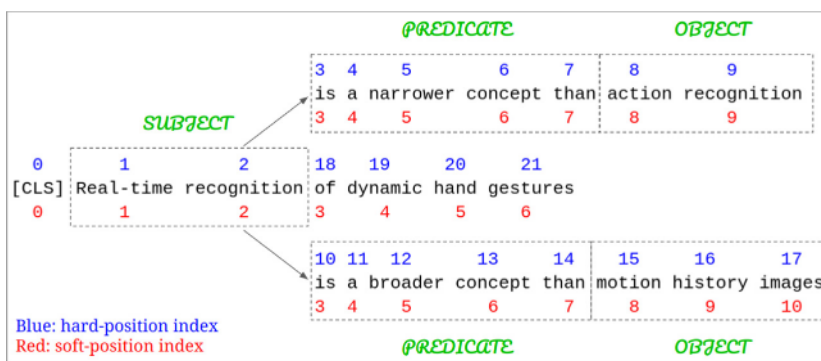 PREDICATE OBJECT
3 4 5 6 7 8 9
is a narrower concept than action recognition
3 4 5 6 7 8 9
SUBJECT
0 1 2 18 19 20 21
[CLS] Real-time recognition of dynamic hand gestures
0 1 2 3 4 5 6
10 11 12 13 14 15 16 17
is a broader concept than motion history images
3 4 5 6 7 8 9 10
Blue: hard-position index
Red: soft-position index
PREDICATE OBJECT